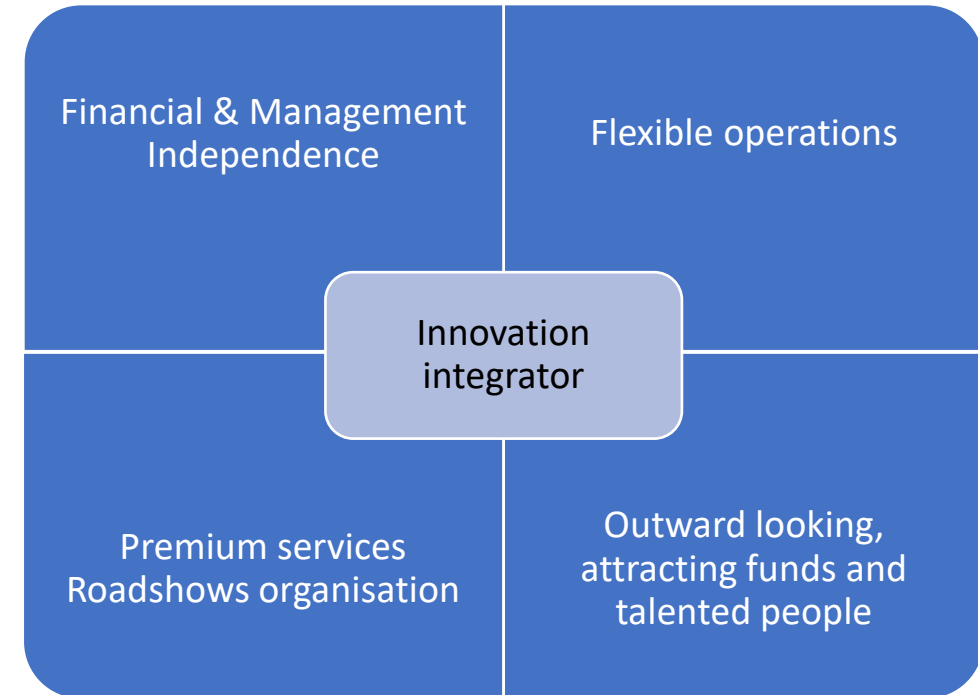 Financial & Management
Independence
Flexible operations
Innovation
integrator
Premium services
Roadshows organisation
Outward looking,
attracting funds and
talented people